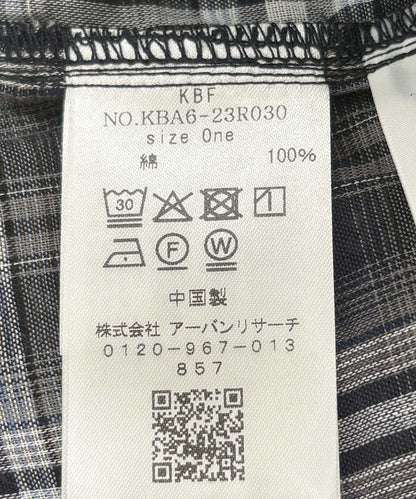 KBF
NO.KBA6-23R030
size One
綿 100%
30
F W
中国製
株式会社 アーバンリサーチ
0120-967-013
857